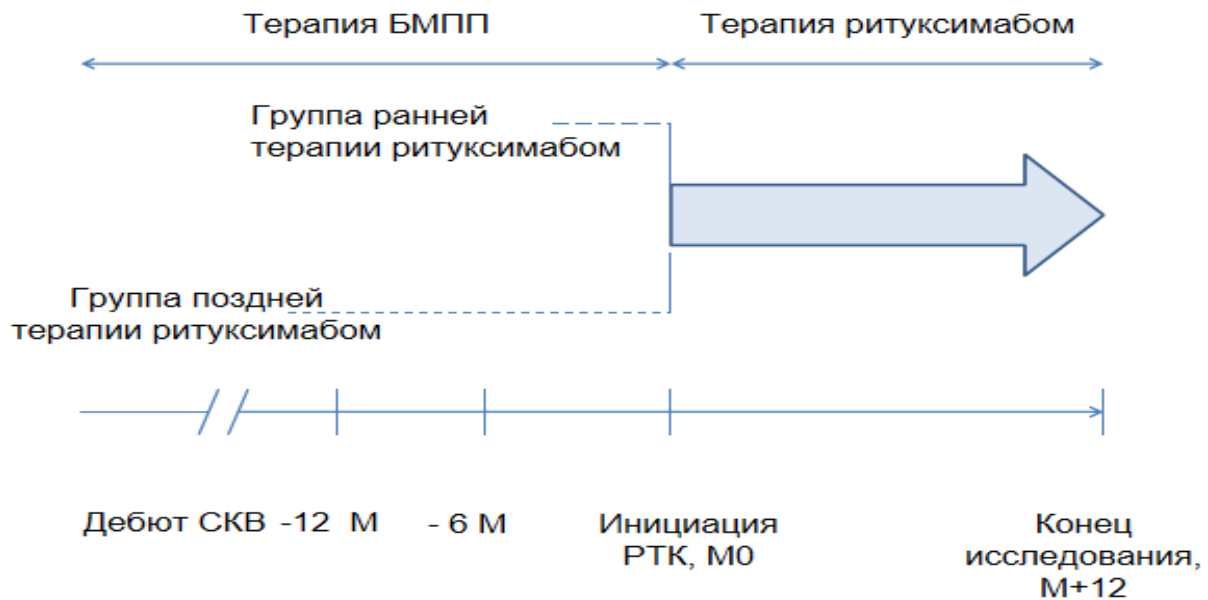 Терапия БМПП
Терапия ритуксимабом
Группа ранней
терапии ритуксимабом
Группа поздней
терапии ритуксимабом
Дебют СКВ -12 М - 6 М
Инициация
РТК, М0
Конец
исследования,
М+12